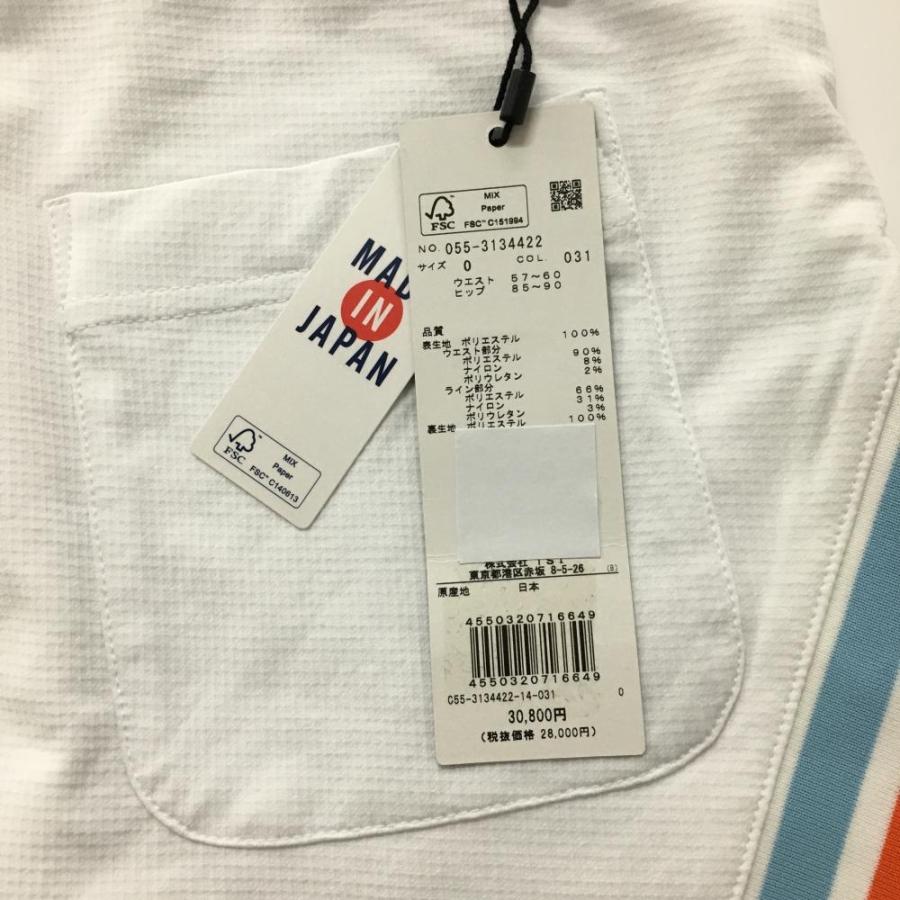 MADE
IN
JAPAN
FSC
MIX
Paper
FSC™ C140613
FSC
MIX
Paper
FSC™ C151994
NO. 055-3134422
サイズ 0 COL. 031
ウエスト 57〜60
ヒップ 85〜90
品質
表生地 ポリエステル 100%
ウエスト部分
ポリエステル 90%
ナイロン 8%
ポリウレタン 2%
ライン部分
ポリエステル 66%
ナイロン 31%
ポリウレタン 3%
裏生地 ポリエステル 100%
株式会社 TSI
東京都港区赤坂 8-5-26 (B)
原産地 日本
4550320716649
4550320716649
C55-3134422-14-031 0
30,800円
(税抜価格 28,000円)